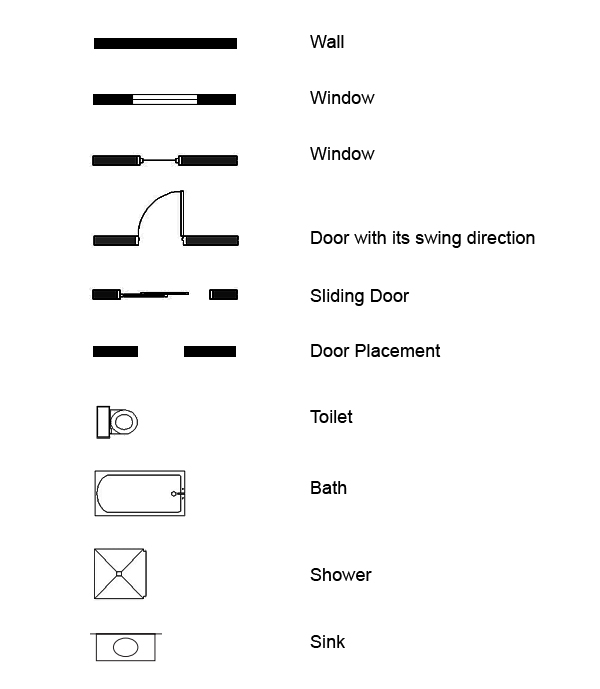 Wall
Window
Window
Door with its swing direction
Sliding Door
Door Placement
Toilet
Bath
Shower
Sink